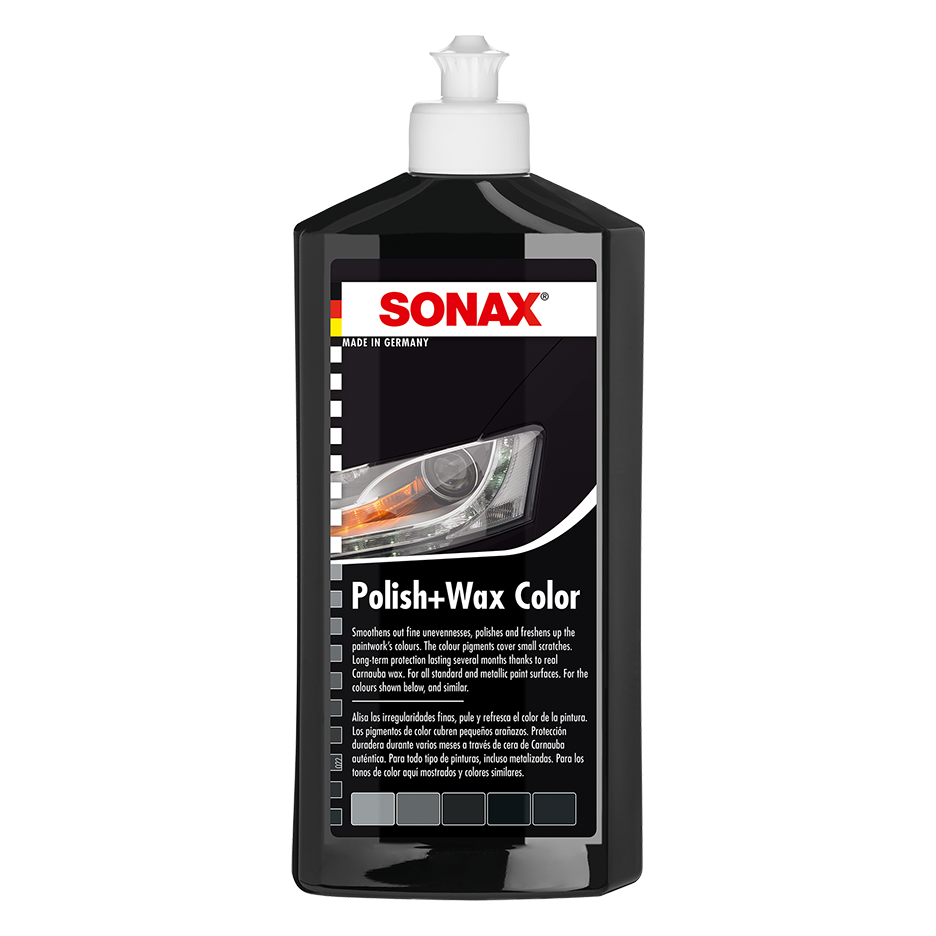 SONAX®
MADE IN GERMANY
Polish+Wax Color
Smoothens out fine unevennesses, polishes and freshens up the
paintwork's colours. The colour pigments cover small scratches.
Long-term protection lasting several months thanks to real
Carnauba wax. For all standard and metallic paint surfaces. For the
colours shown below, and similar.
Alisa las irregularidades finas, pule y refresca el color de la pintura.
Los pigmentos de color cubren pequeños arañazos. Protección
duradera durante varios meses a través de cera de Carnauba
auténtica. Para todo tipo de pinturas, incluso metalizadas. Para los
tonos de color aquí mostrados y colores similares.